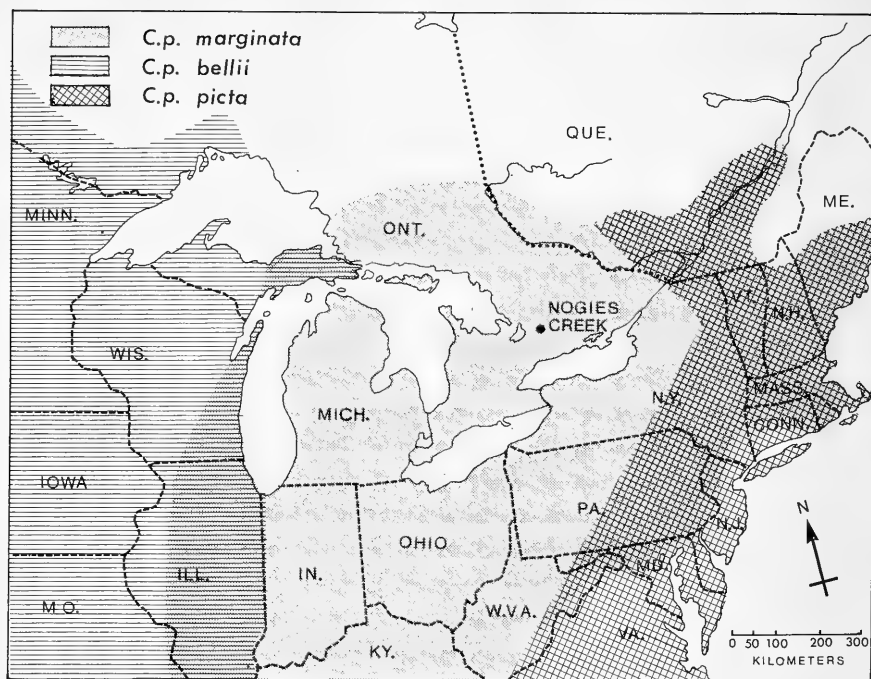 C.p. marginata
C.p. bellii
C.p. picta
QUE.
ME.
MINN.
ONT.
VT.
N.H.
NOGIES
CREEK
WIS.
MASS.
N.Y.
CONN.
MICH.
IOWA
PA.
N.J.
N
OHIO
ILL.
IN.
MD.
M O.
W.VA.
VA.
KY.
0 50 100 200 300
KILOMETERS